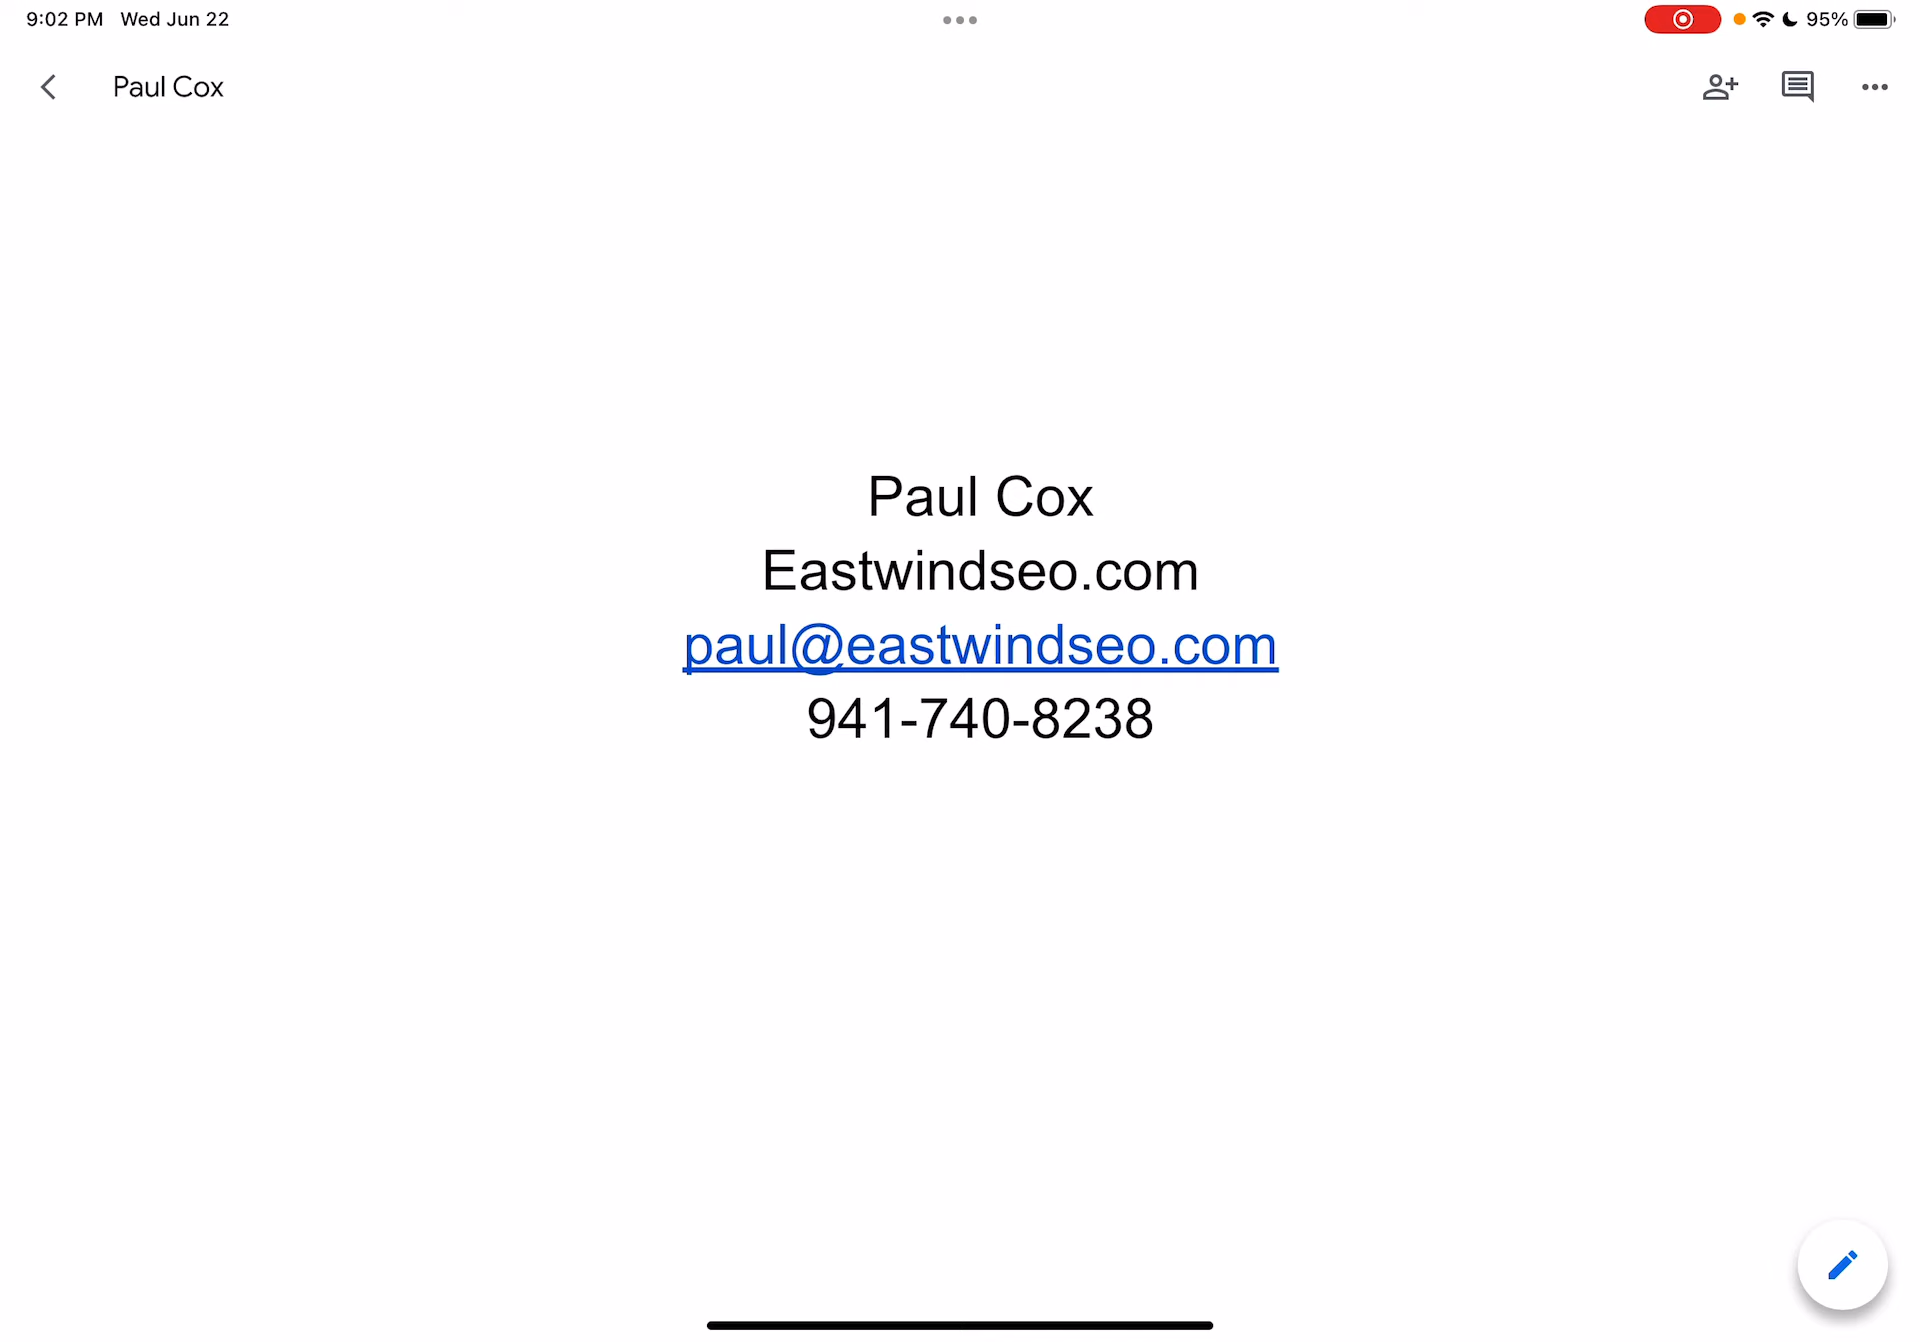 9:02 PM Wed Jun 22
95%
Paul Cox
Paul Cox
Eastwindseo.com
paul@eastwindseo.com
941-740-8238